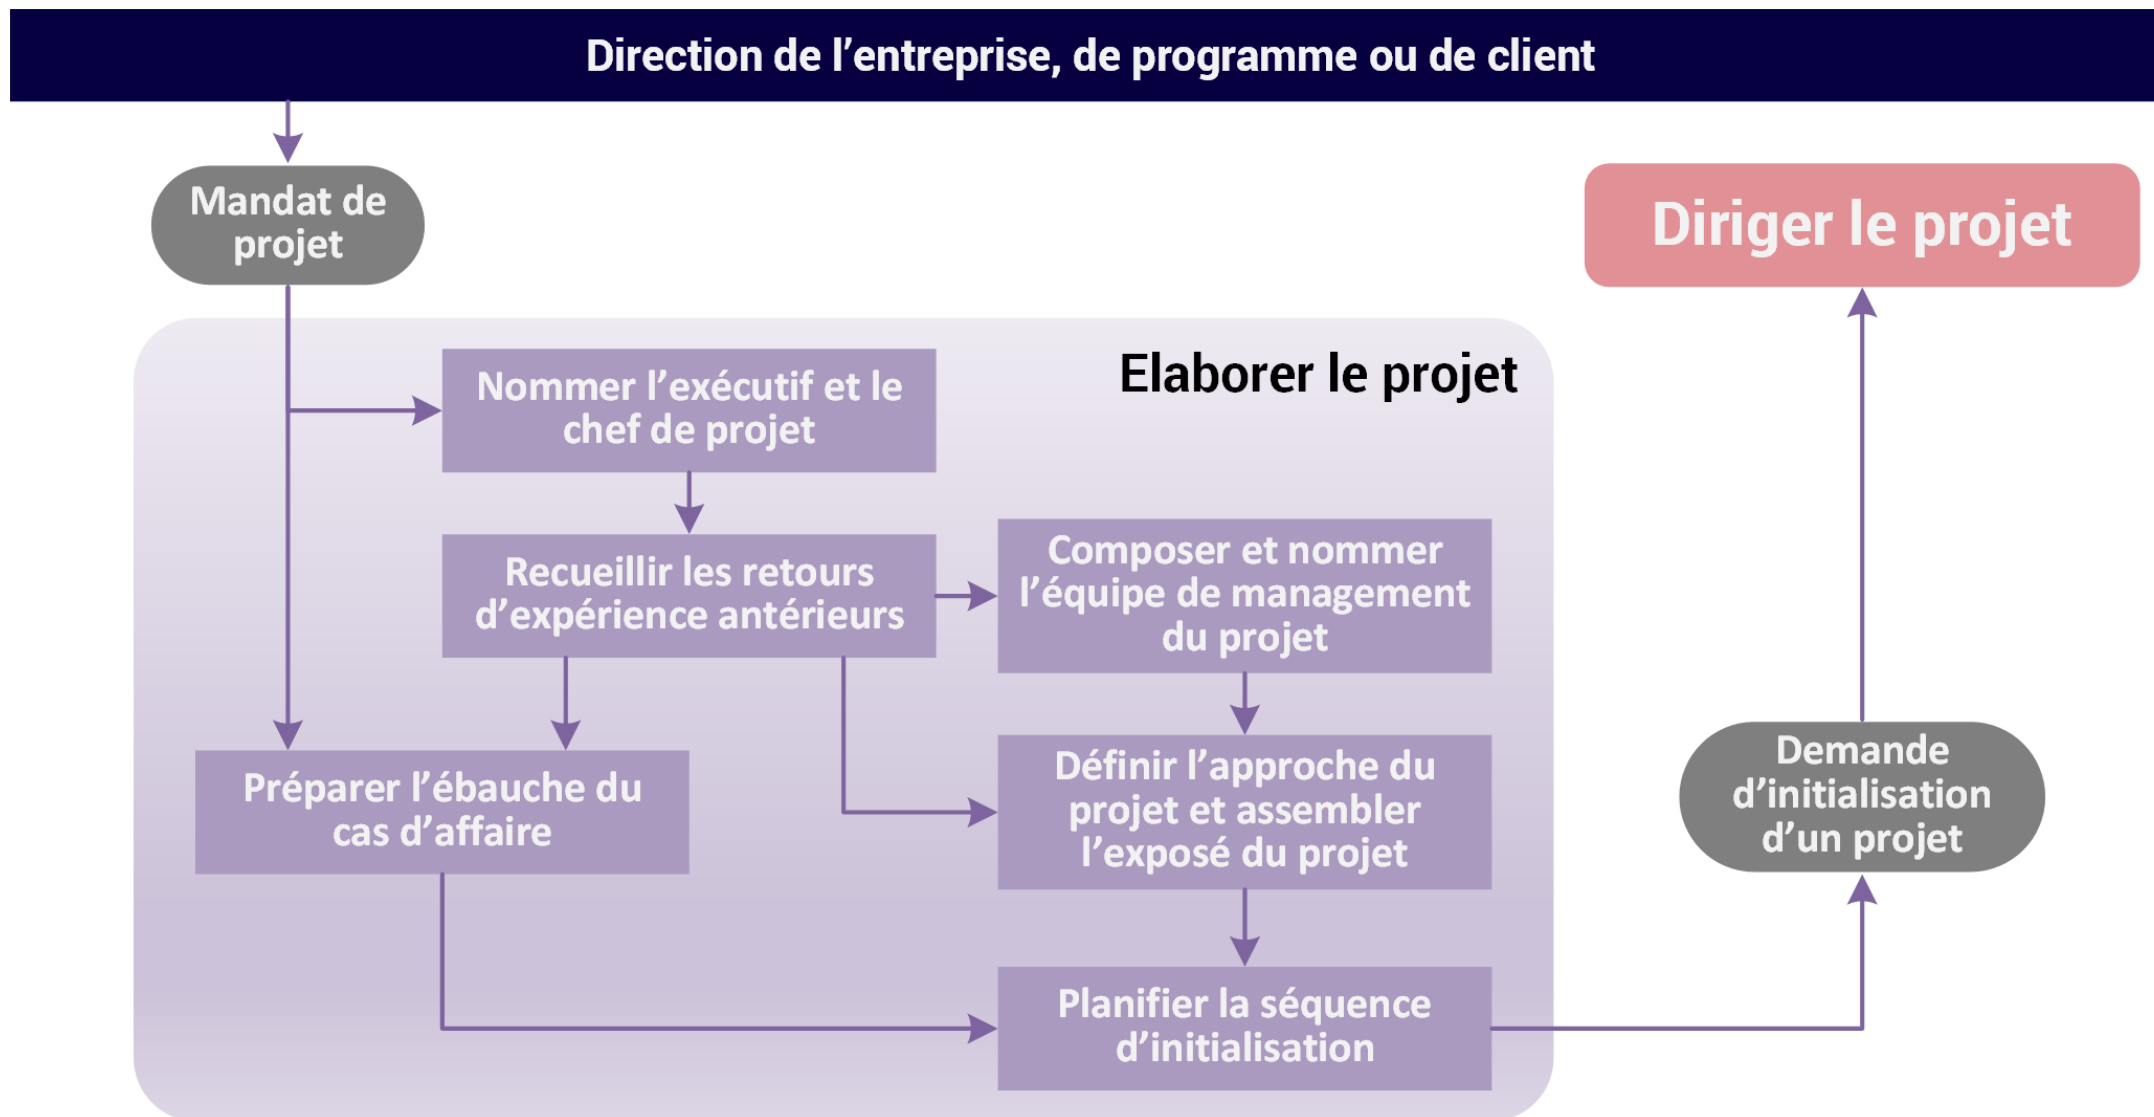 Direction de l’entreprise, de programme ou de client
Mandat de
projet
Diriger le projet
Elaborer le projet
Nommer l’exécutif et le
chef de projet
Recueillir les retours
d’expérience antérieurs
Composer et nommer
l’équipe de management
du projet
Préparer l’ébauche du
cas d’affaire
Définir l’approche du
projet et assembler
l’exposé du projet
Demande
d’initialisation
d’un projet
Planifier la séquence
d’initialisation